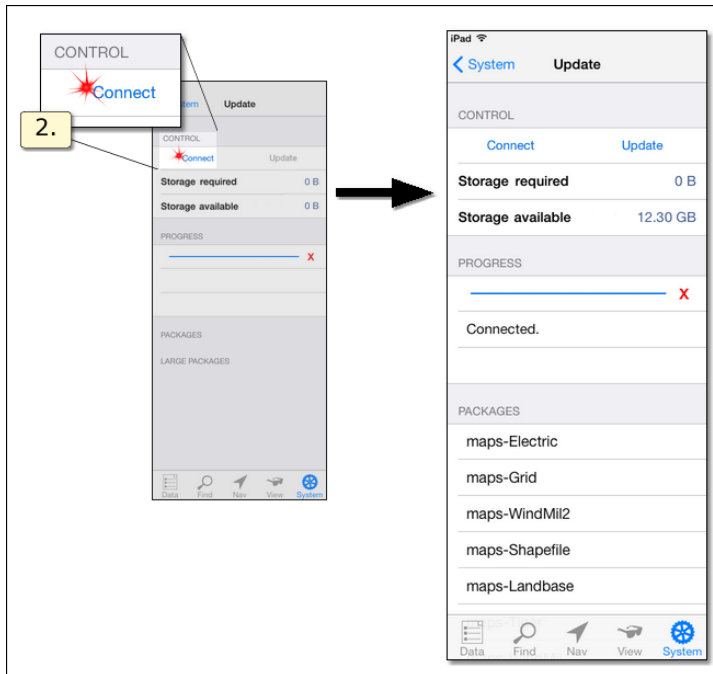 CONTROL
Connect
2.
Update
CONTROL
Connect Update
Storage required 0 B
Storage available 0 B
PROGRESS
X
PACKAGES
LARGE PACKAGES
Data Find Nav View System
iPad
System Update
CONTROL
Connect Update
Storage required 0 B
Storage available 12.30 GB
PROGRESS
X
Connected.
PACKAGES
maps-Electric
maps-Grid
maps-WindMil2
maps-Shapefile
maps-Landbase
Data Find Nav View System